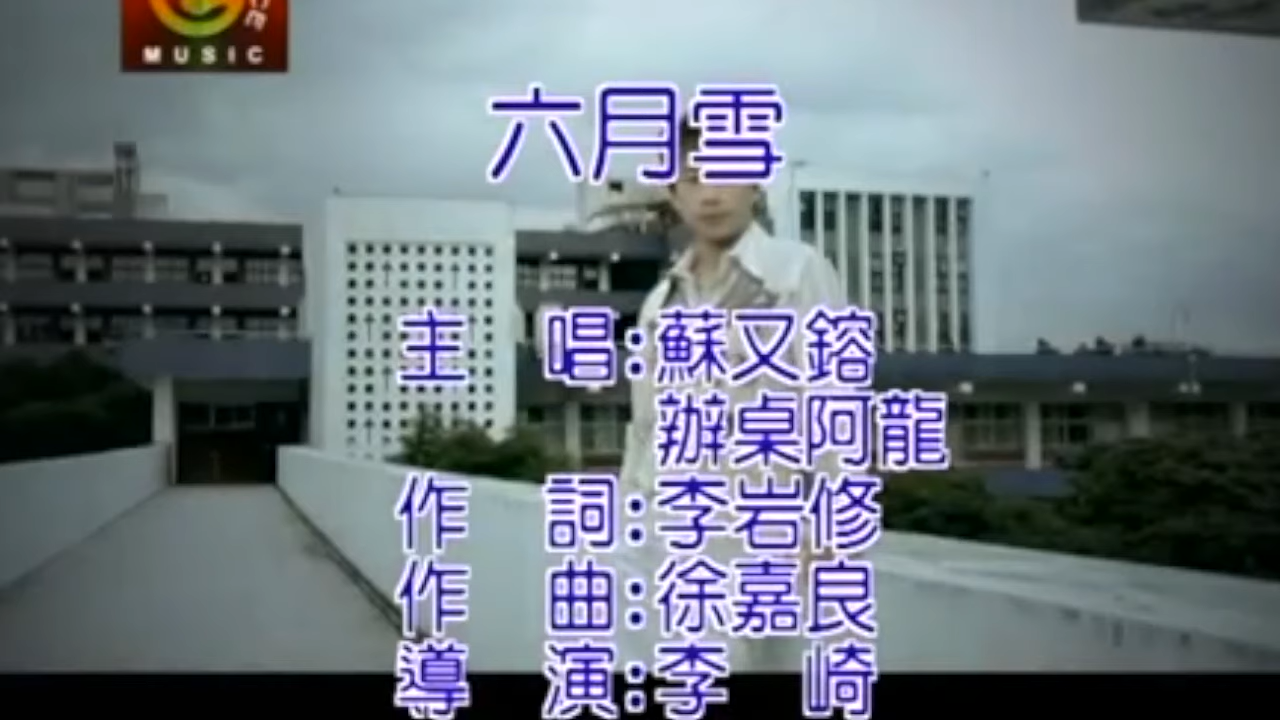 MUSIC
六月雪
主 唱:蘇又鎔
辦桌阿龍
作 詞:李岩修
作 曲:徐嘉良
導 演:李 崎